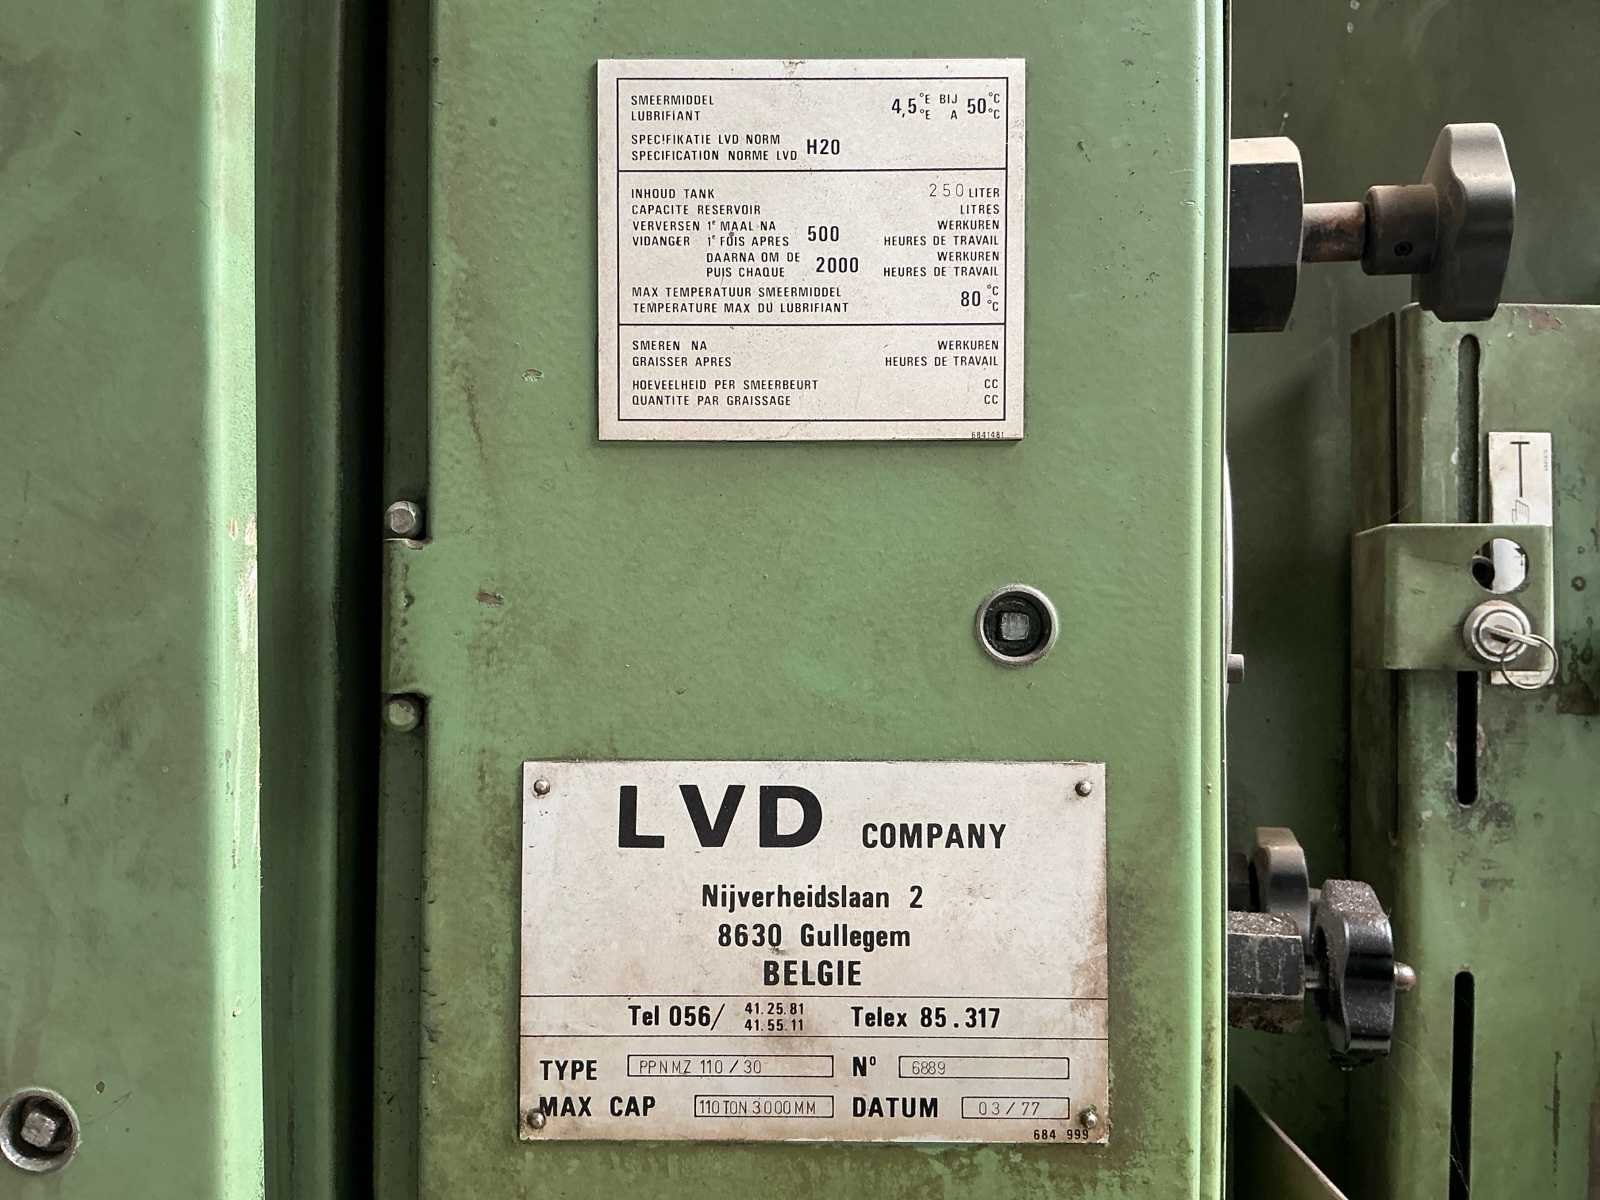 SMEERMIDDEL 4,5 °E BIJ 50 °C
LUBRIFIANT °E A °C
SPECIFIKATIE LVD NORM H20
SPECIFICATION NORME LVD
INHOUD TANK 250 LITER
CAPACITE RESERVOIR LITRES
VERVERSEN 1e MAAL NA 500 WERKUREN
VIDANGER 1e FOIS APRES HEURES DE TRAVAIL
DAARNA OM DE 2000 WERKUREN
PUIS CHAQUE HEURES DE TRAVAIL
MAX TEMPERATUUR SMEERMIDDEL 80 °C
TEMPERATURE MAX DU LUBRIFIANT °C
SMEREN NA WERKUREN
GRAISSER APRES HEURES DE TRAVAIL
HOEVEELHEID PER SMEERBEURT CC
QUANTITE PAR GRAISSAGE CC
6841481
LVD COMPANY
Nijverheidslaan 2
8630 Gullegem
BELGIE
Tel 056/ 41.25.81 Telex 85.317
41.55.11
TYPE PPNMZ 110/30 N° 6889
MAX CAP 110 TON 3000 MM DATUM 03/77
684 999